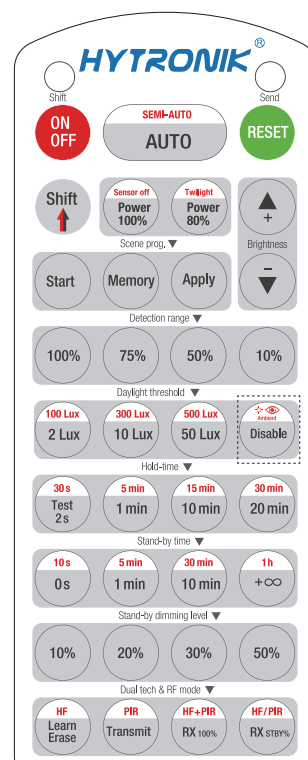 HYTRONIK®
Shift Send
ON
OFF
SEMI-AUTO
AUTO
RESET
Shift
Sensor off
Power
100%
Twilight
Power
80%
+
Scene prog. ▼
Brightness
−
Start Memory Apply
Detection range ▼
100% 75% 50% 10%
Daylight threshold ▼
100 Lux 300 Lux 500 Lux Ambient
2 Lux 10 Lux 50 Lux Disable
Hold-time ▼
30 s 5 min 15 min 30 min
Test
2 s
1 min 10 min 20 min
Stand-by time ▼
10 s 5 min 30 min 1 h
0 s 1 min 10 min +∞
Stand-by dimming level ▼
10% 20% 30% 50%
Dual tech & RF mode ▼
HF PIR HF+PIR HF/PIR
Learn
Erase
Transmit RX 100% RX STBY%